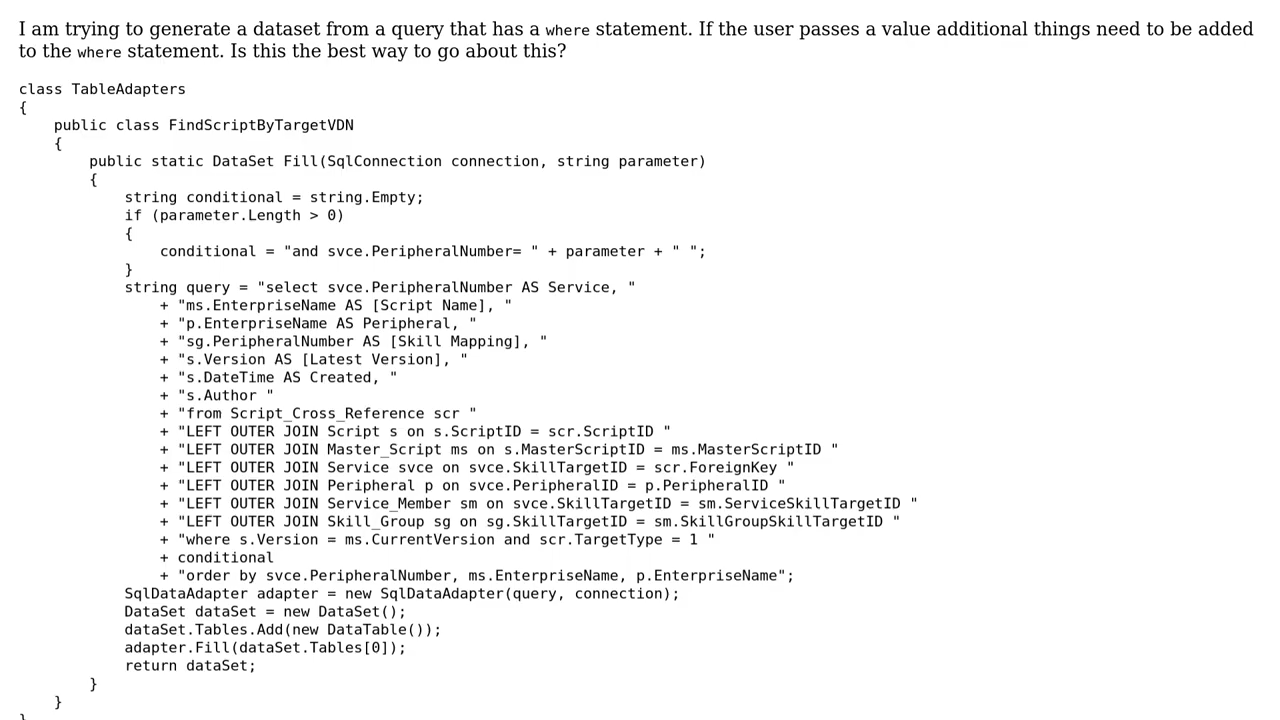 I am trying to generate a dataset from a query that has a where statement. If the user passes a value additional things need to be added
to the where statement. Is this the best way to go about this?
class TableAdapters
{
    public class FindScriptByTargetVDN
    {
        public static DataSet Fill(SqlConnection connection, string parameter)
        {
            string conditional = string.Empty;
            if (parameter.Length > 0)
            {
                conditional = "and svce.PeripheralNumber= " + parameter + " ";
            }
            string query = "select svce.PeripheralNumber AS Service, "
                + "ms.EnterpriseName AS [Script Name], "
                + "p.EnterpriseName AS Peripheral, "
                + "sg.PeripheralNumber AS [Skill Mapping], "
                + "s.Version AS [Latest Version], "
                + "s.DateTime AS Created, "
                + "s.Author "
                + "from Script_Cross_Reference scr "
                + "LEFT OUTER JOIN Script s on s.ScriptID = scr.ScriptID "
                + "LEFT OUTER JOIN Master_Script ms on s.MasterScriptID = ms.MasterScriptID "
                + "LEFT OUTER JOIN Service svce on svce.SkillTargetID = scr.ForeignKey "
                + "LEFT OUTER JOIN Peripheral p on svce.PeripheralID = p.PeripheralID "
                + "LEFT OUTER JOIN Service_Member sm on svce.SkillTargetID = sm.ServiceSkillTargetID "
                + "LEFT OUTER JOIN Skill_Group sg on sg.SkillTargetID = sm.SkillGroupSkillTargetID "
                + "where s.Version = ms.CurrentVersion and scr.TargetType = 1 "
                + conditional
                + "order by svce.PeripheralNumber, ms.EnterpriseName, p.EnterpriseName";
            SqlDataAdapter adapter = new SqlDataAdapter(query, connection);
            DataSet dataSet = new DataSet();
            dataSet.Tables.Add(new DataTable());
            adapter.Fill(dataSet.Tables[0]);
            return dataSet;
        }
    }
}